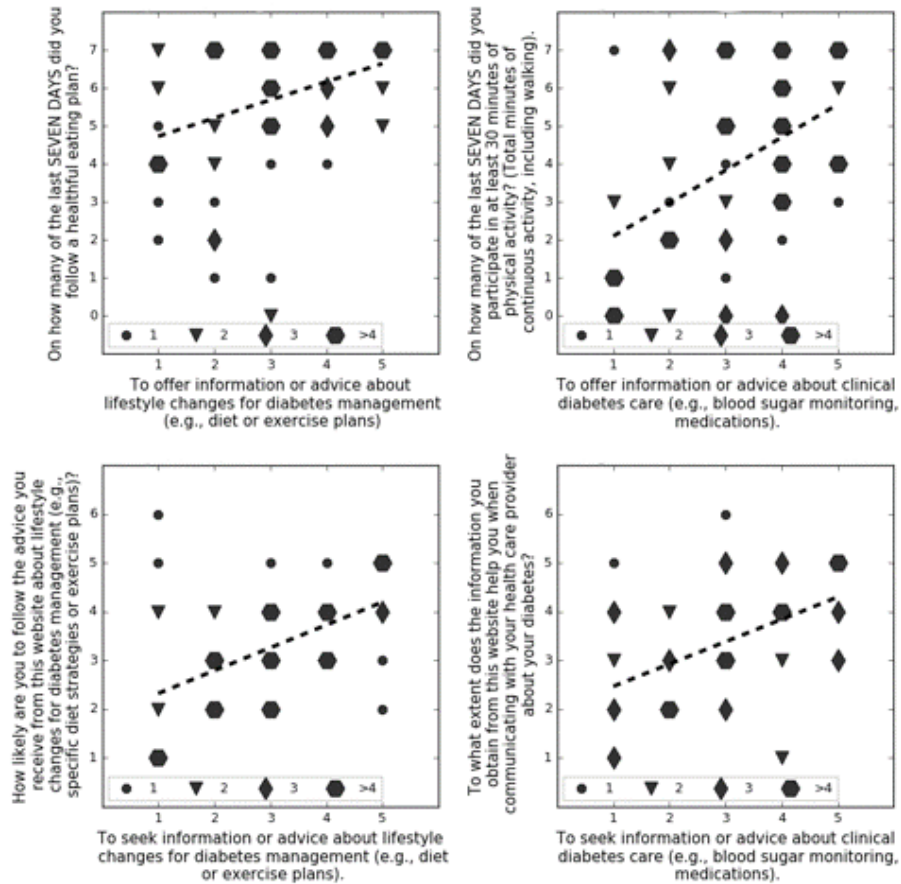 On how many of the last SEVEN DAYS did you
follow a healthful eating plan?
7
6
5
4
3
2
1
0
1 2 3 >4
1 2 3 4 5
To offer information or advice about
lifestyle changes for diabetes management
(e.g., diet or exercise plans)
On how many of the last SEVEN DAYS did you
participate in at least 30 minutes of
physical activity? (Total minutes of
continuous activity, including walking).
7
6
5
4
3
2
1
0
1 2 3 >4
1 2 3 4 5
To offer information or advice about clinical
diabetes care (e.g., blood sugar monitoring,
medications).
How likely are you to follow the advice you
receive from this website about lifestyle
changes for diabetes management (e.g.,
specific diet strategies or exercise plans)?
6
5
4
3
2
1
1 2 3 >4
1 2 3 4 5
To seek information or advice about lifestyle
changes for diabetes management (e.g., diet
or exercise plans).
To what extent does the information you
obtain from this website help you when
communicating with your health care provider
about your diabetes?
6
5
4
3
2
1
1 2 3 >4
1 2 3 4 5
To seek information or advice about clinical
diabetes care (e.g., blood sugar monitoring,
medications).